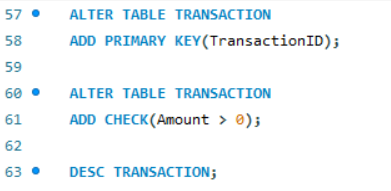 57 ALTER TABLE TRANSACTION
58 ADD PRIMARY KEY(TransactionID);
59
60 ALTER TABLE TRANSACTION
61 ADD CHECK(Amount > 0);
62
63 DESC TRANSACTION;